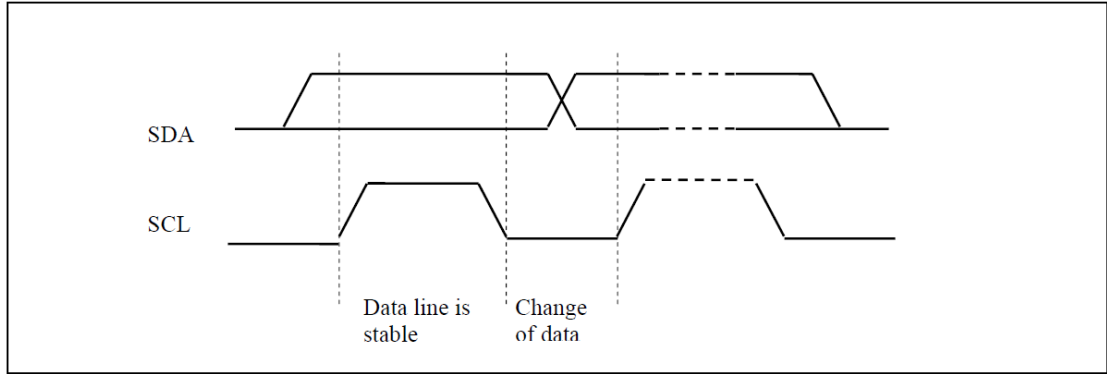 SDA
SCL
Data line is
stable
Change
of data